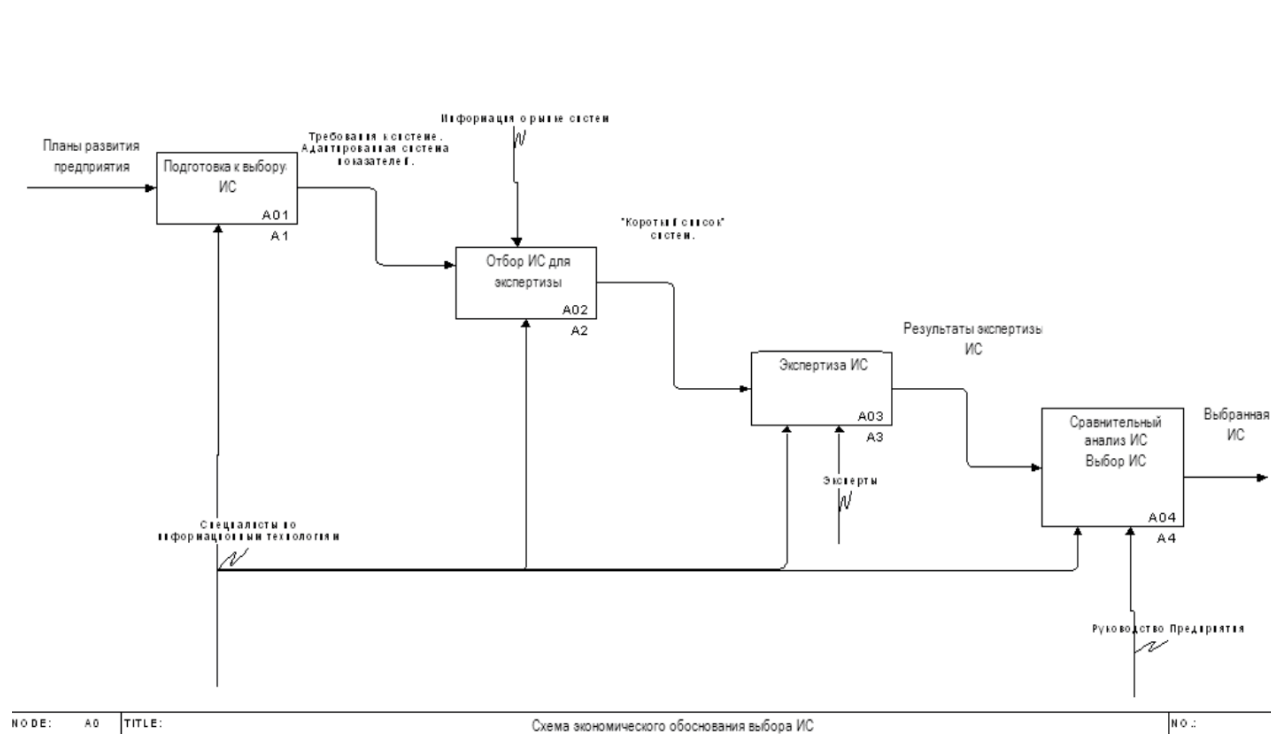 Информация о рынке систем
Планы развития
предприятия
Требования к системе.
Адаптированная система
показателей.
Подготовка к выбору
ИС
A01
A1
"Короткий список"
систем.
Отбор ИС для
экспертизы
A02
A2
Результаты экспертизы
ИС
Экспертиза ИС
A03
A3
Выбранная
ИС
Сравнительный
анализ ИС
Выбор ИС
A04
A4
Эксперты
Специалисты по
информационным технологиям
Руководство Предприятия
NODE: A0 TITLE: Схема экономического обоснования выбора ИС NO.: